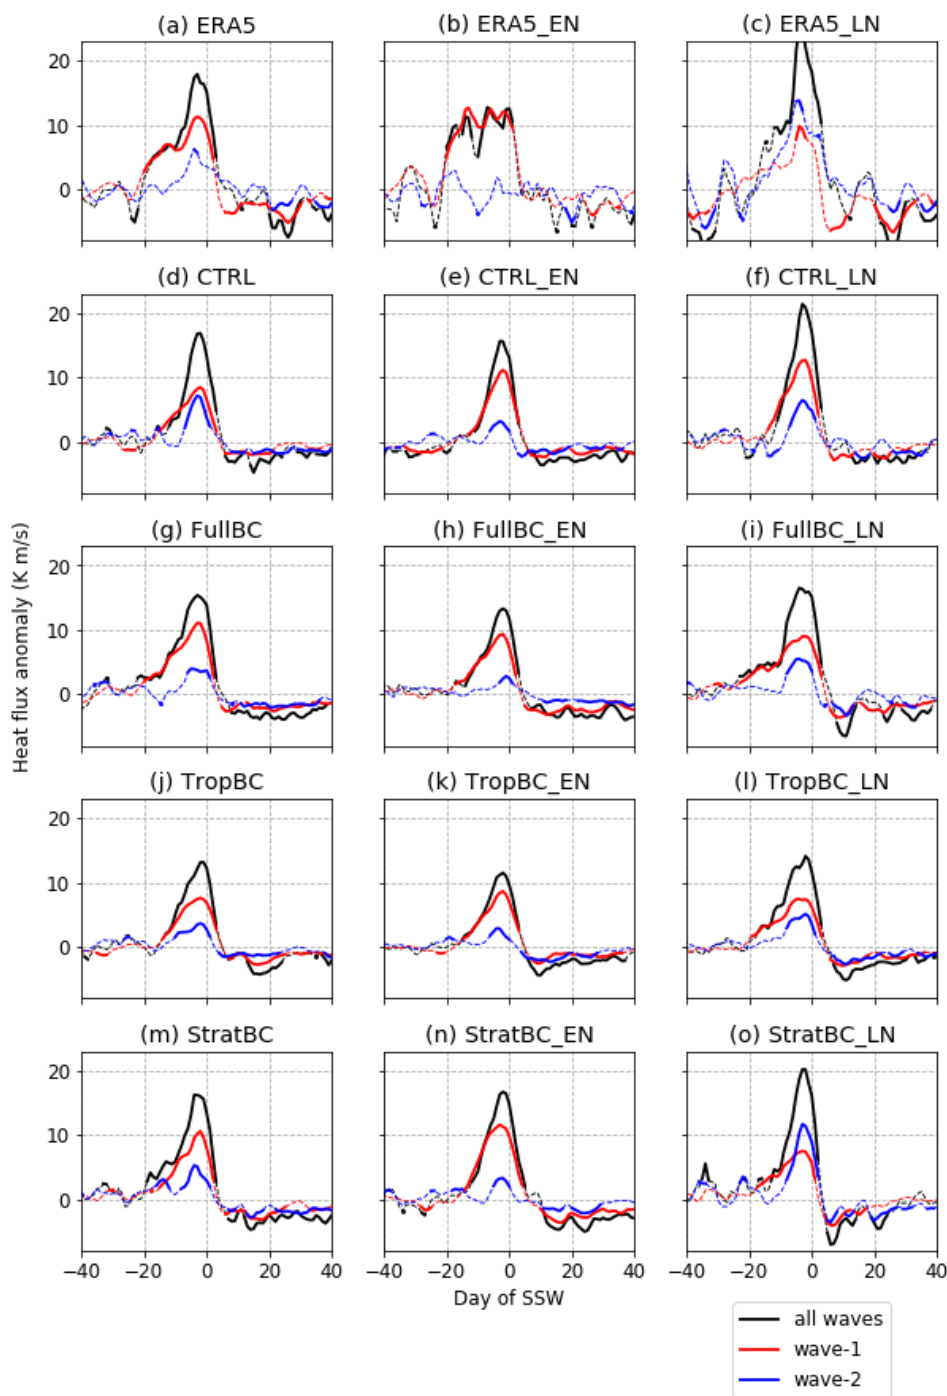 (a) ERA5
(b) ERA5_EN
(c) ERA5_LN
20
10
0
(d) CTRL
(e) CTRL_EN
(f) CTRL_LN
20
10
0
(g) FullBC
(h) FullBC_EN
(i) FullBC_LN
20
10
0
Heat flux anomaly (K m/s)
(j) TropBC
(k) TropBC_EN
(l) TropBC_LN
20
10
0
(m) StratBC
(n) StratBC_EN
(o) StratBC_LN
20
10
0
−40 −20 0 20 40
−40 −20 0 20 40
−40 −20 0 20 40
Day of SSW
all waves
wave-1
wave-2